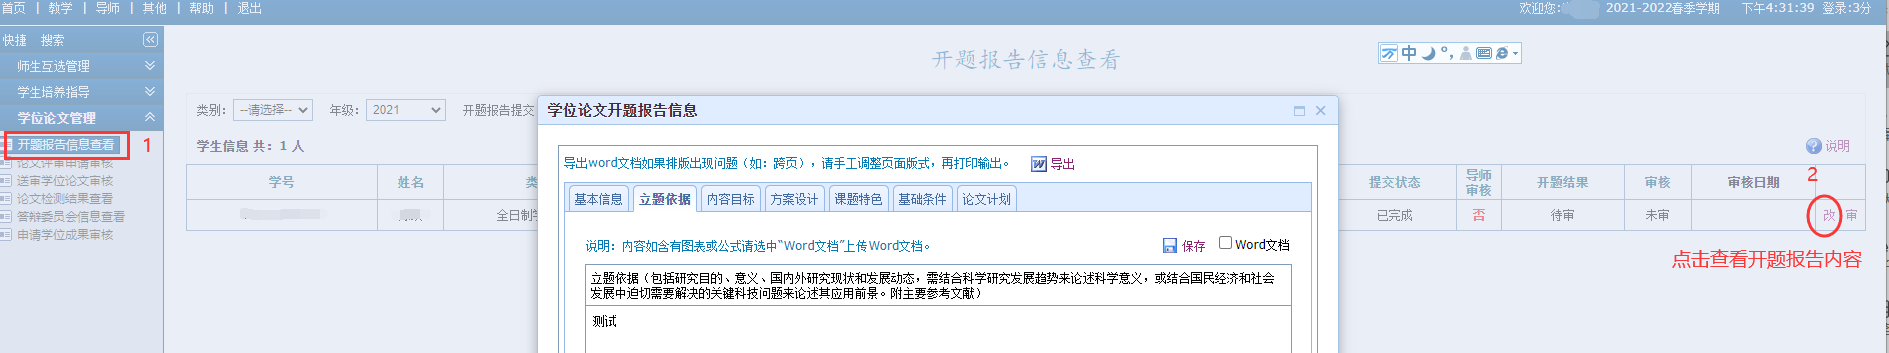 首页 | 教学 | 导师 | 其他 | 帮助 | 退出
欢迎您: 2021-2022春季学期 下午4:31:39 登录:3分
快捷 搜索
师生互选管理
学生培养指导
学位论文管理
开题报告信息查看 1
论文评审申请审核
送审学位论文审核
论文检测结果查看
答辩委员会信息查看
申请学位成果审核
开题报告信息查看
中
类别: --请选择-- 年级: 2021 开题报告提交
学生信息 共: 1 人
说明
学号 姓名 类 提交状态 导师审核 开题结果 审核 审核日期 2
全日制学 已完成 否 待审 未审 改 审
点击查看开题报告内容
学位论文开题报告信息
导出word文档如果排版出现问题（如：跨页），请手工调整页面版式，再打印输出。 导出
基本信息 立题依据 内容目标 方案设计 课题特色 基础条件 论文计划
说明：内容如含有图表或公式请选中“Word文档”上传Word文档。 保存 Word文档
立题依据（包括研究目的、意义、国内外研究现状和发展动态，需结合科学研究发展趋势来论述科学意义，或结合国民经济和社会
发展中迫切需要解决的关键科技问题来论述其应用前景。附主要参考文献）
测试